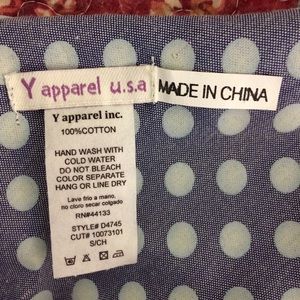 Y apparel u.s.a
MADE IN CHINA
Y apparel inc.
100%COTTON
HAND WASH WITH
COLD WATER
DO NOT BLEACH
COLOR SEPARATE
HANG OR LINE DRY
Lave frio a mano,
no cloro secar colgado
RN#44133
STYLE# D4745
CUT# 10073101
S/CH